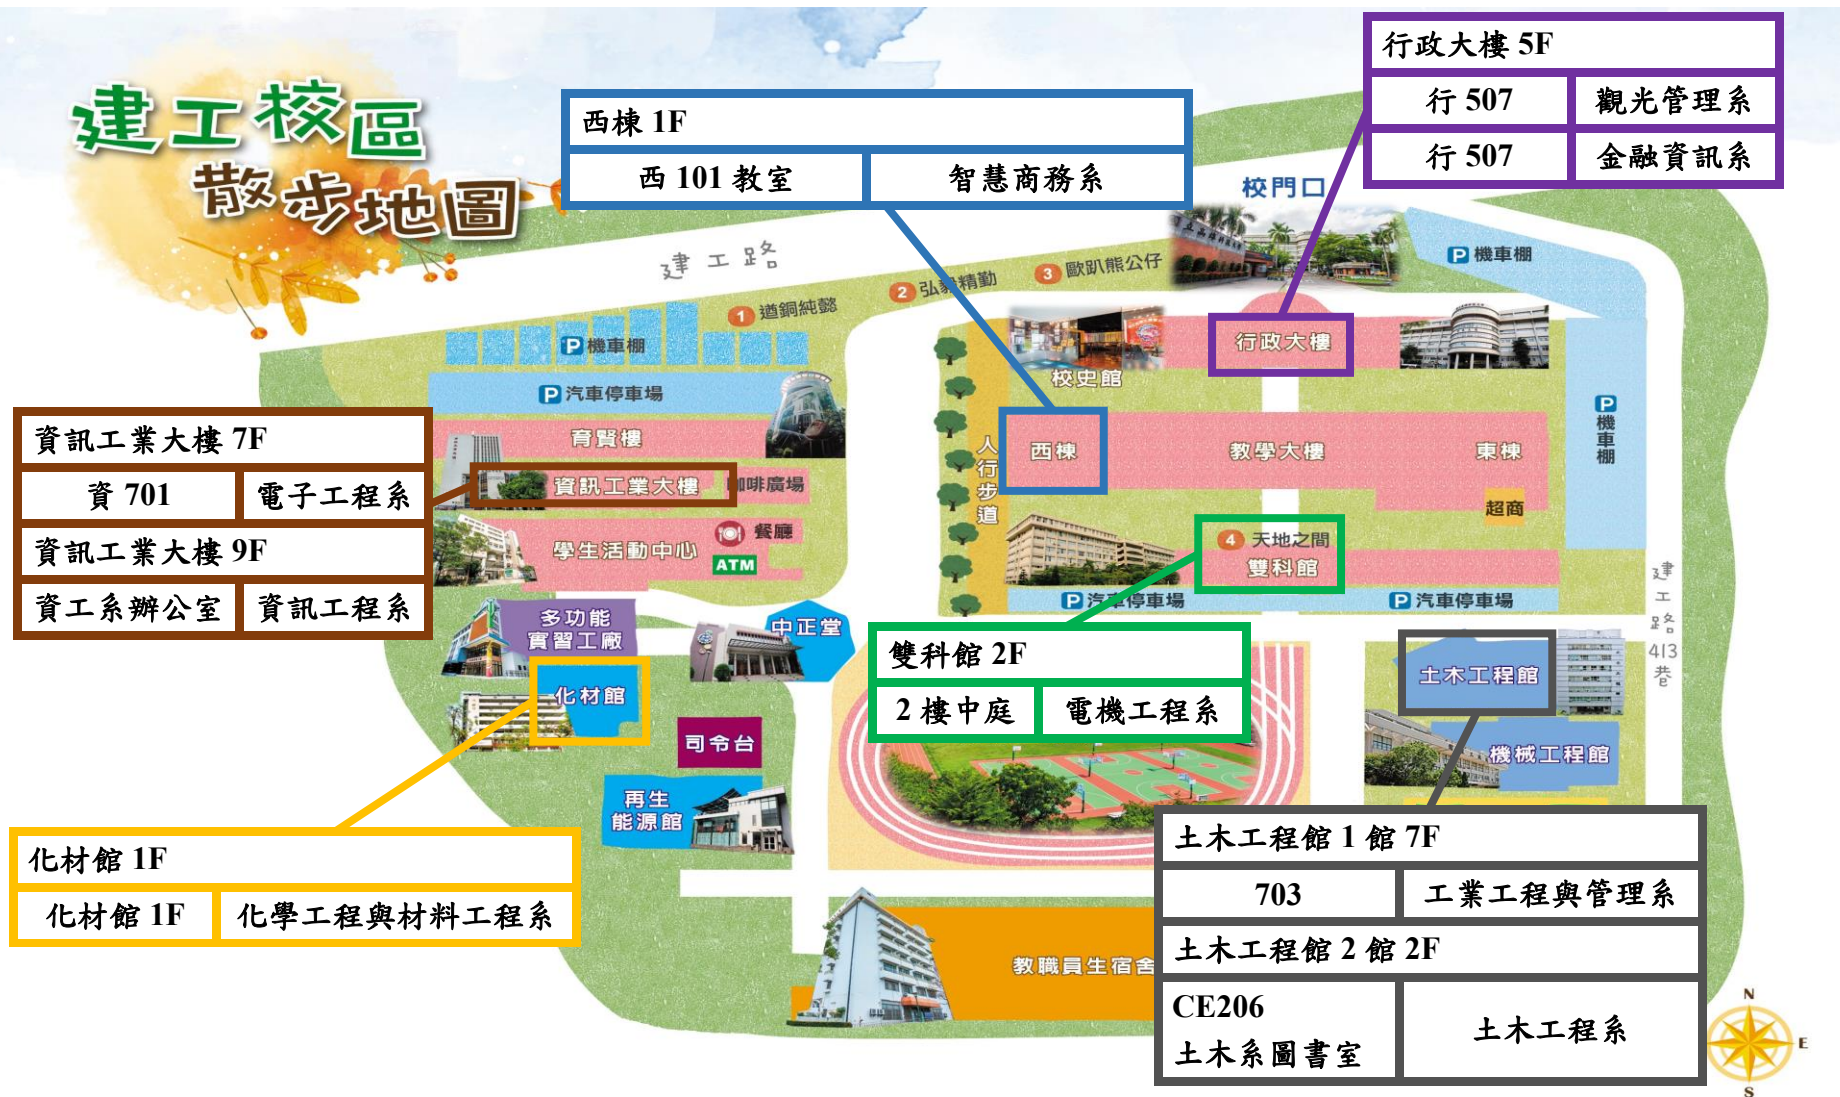 建工校區
散步地圖
行政大樓 5F
行 507 觀光管理系
行 507 金融資訊系
西棟 1F
西 101 教室 智慧商務系
校門口
P 機車棚
建工路
3 歐趴熊公仔
2 弘毅精勤
1 遒銅純懿
P 機車棚
行政大樓
校史館
P 汽車停車場
P 機車棚
資訊工業大樓 7F
資 701 電子工程系
資訊工業大樓 9F
資工系辦公室 資訊工程系
育賢樓
人行步道
西棟
教學大樓
東棟
資訊工業大樓
咖啡廣場
超商
餐廳
學生活動中心
ATM
4 天地之間
雙科館
建工路413巷
P 汽車停車場
P 汽車停車場
多功能
實習工廠
中正堂
雙科館 2F
2 樓中庭 電機工程系
土木工程館
化材館
司令台
機械工程館
再生
能源館
化材館 1F
化材館 1F 化學工程與材料工程系
土木工程館 1 館 7F
703 工業工程與管理系
土木工程館 2 館 2F
CE206
土木系圖書室 土木工程系
教職員生宿舍
N
E
S